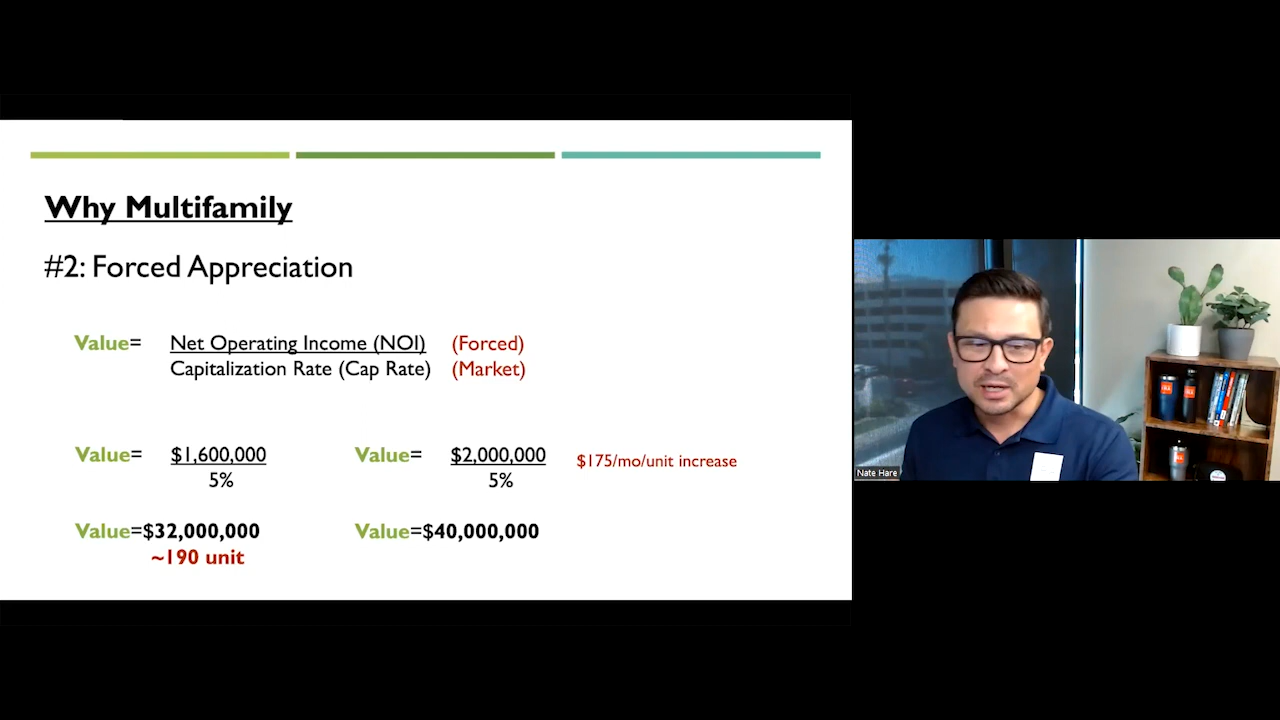 Why Multifamily
#2: Forced Appreciation
Value= Net Operating Income (NOI) (Forced)
Capitalization Rate (Cap Rate) (Market)
Value= $1,600,000 Value= $2,000,000 $175/mo/unit increase
5% 5%
Value=$32,000,000 Value=$40,000,000
~190 unit
Nate Hare